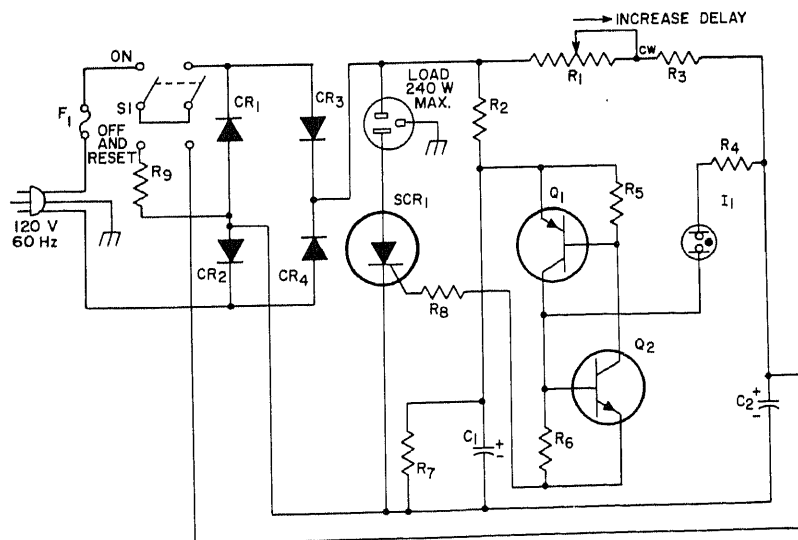 INCREASE DELAY
ON
F1
S1
OFF
AND
RESET
CR1
CR3
LOAD
240 W
MAX.
R1
CW
R3
R2
R4
I1
R9
120 V
60 Hz
CR2
CR4
SCR1
R8
Q1
R5
Q2
R7
C1
+
-
R6
C2
+
-